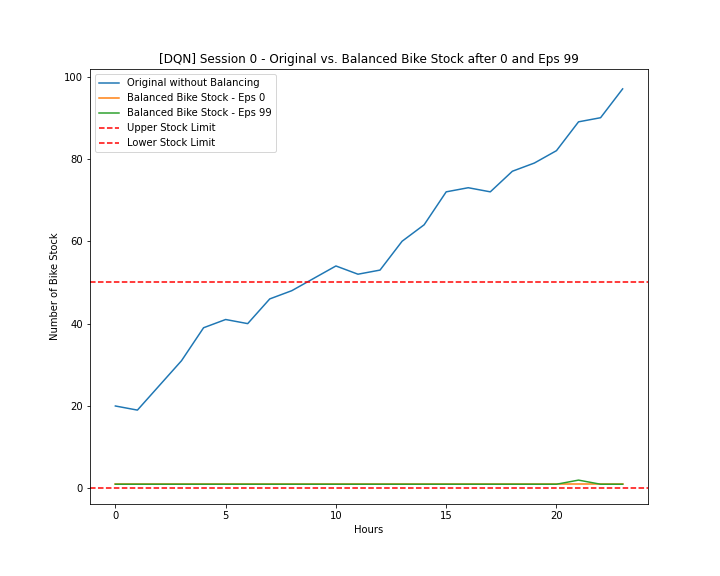 [DQN] Session 0 - Original vs. Balanced Bike Stock after 0 and Eps 99
Original without Balancing
Balanced Bike Stock - Eps 0
Balanced Bike Stock - Eps 99
Upper Stock Limit
Lower Stock Limit
Number of Bike Stock
100
80
60
40
20
0
0
5
10
15
20
Hours